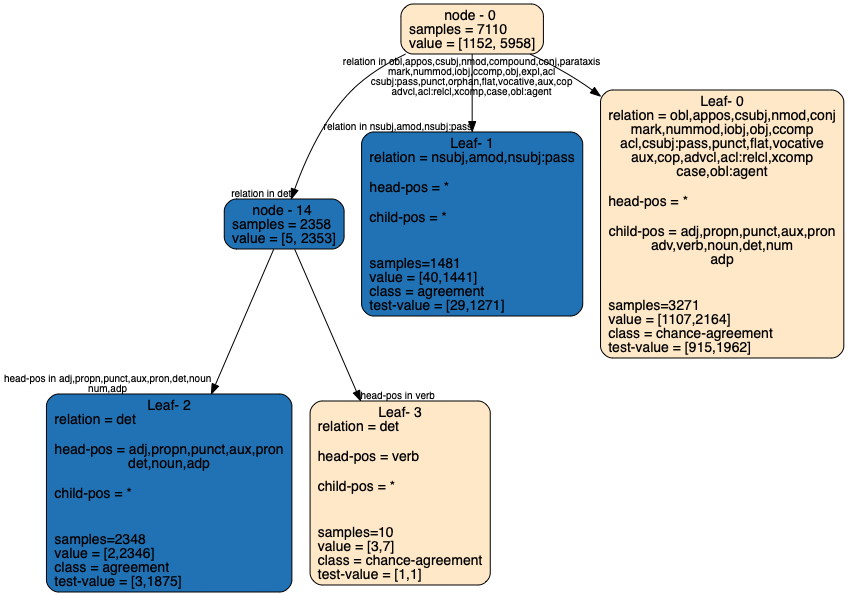 node - 0
samples = 7110
value = [1152, 5958]
relation in obl,appos,csubj,nmod,compound,conj,parataxis
mark,nummod,iobj,ccomp,obj,expl,acl
csubj:pass,punct,orphan,flat,vocative,aux,cop
advcl,acl:relcl,xcomp,case,obl:agent
relation in nsubj,amod,nsubj:pass
relation in det
Leaf- 0
relation = obl,appos,csubj,nmod,conj
mark,nummod,iobj,obj,ccomp
acl,csubj:pass,punct,flat,vocative
aux,cop,advcl,acl:relcl,xcomp
case,obl:agent
head-pos = *
child-pos = adj,propn,punct,aux,pron
adv,verb,noun,det,num
adp
samples=3271
value = [1107,2164]
class = chance-agreement
test-value = [915,1962]
Leaf- 1
relation = nsubj,amod,nsubj:pass
head-pos = *
child-pos = *
samples=1481
value = [40,1441]
class = agreement
test-value = [29,1271]
node - 14
samples = 2358
value = [5, 2353]
head-pos in adj,propn,punct,aux,pron,det,noun
num,adp
head-pos in verb
Leaf- 2
relation = det
head-pos = adj,propn,punct,aux,pron
det,noun,adp
child-pos = *
samples=2348
value = [2,2346]
class = agreement
test-value = [3,1875]
Leaf- 3
relation = det
head-pos = verb
child-pos = *
samples=10
value = [3,7]
class = chance-agreement
test-value = [1,1]